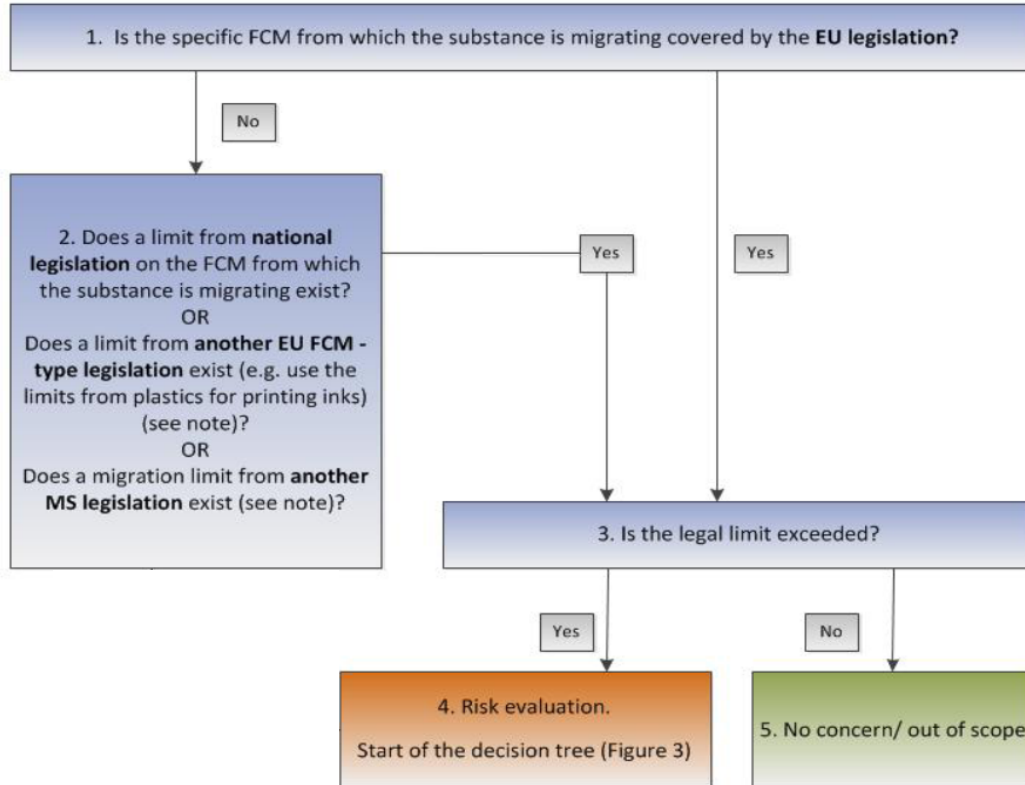 1. Is the specific FCM from which the substance is migrating covered by the EU legislation?
No
2. Does a limit from national
legislation on the FCM from which
the substance is migrating exist?
OR
Does a limit from another EU FCM -
type legislation exist (e.g. use the
limits from plastics for printing inks)
(see note)?
OR
Does a migration limit from another
MS legislation exist (see note)?
Yes
Yes
3. Is the legal limit exceeded?
Yes
No
4. Risk evaluation.
Start of the decision tree (Figure 3)
5. No concern/ out of scope